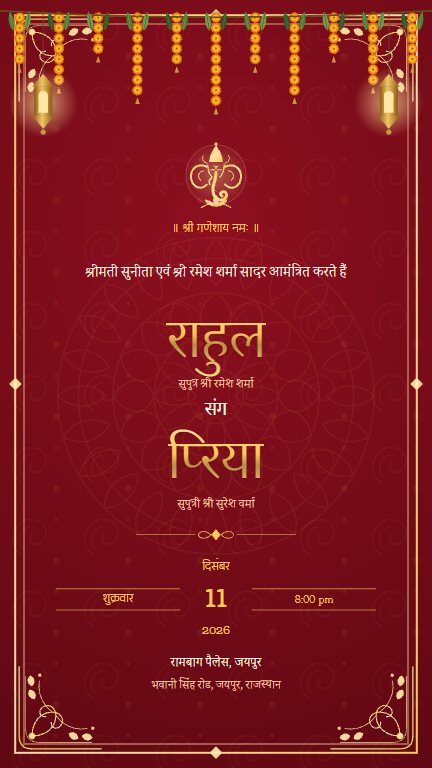 ॥ श्री गणेशाय नमः ॥
श्रीमती सुनीता एवं श्री रमेश शर्मा सादर आमंत्रित करते हैं
राहुल
सुपुत्र श्री रमेश शर्मा
संग
प्रिया
सुपुत्री श्री सुरेश वर्मा
दिसंबर
शुक्रवार 11 8:00 pm
2026
रामबाग पैलेस, जयपुर
भवानी सिंह रोड, जयपुर, राजस्थान